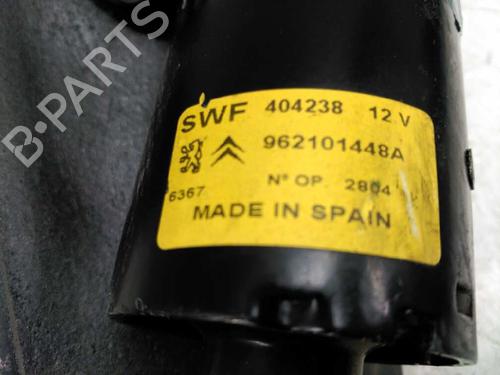 B-PARTS
SWF 404238 12 V
962101448A
6367 Nº OP. 2804
MADE IN SPAIN